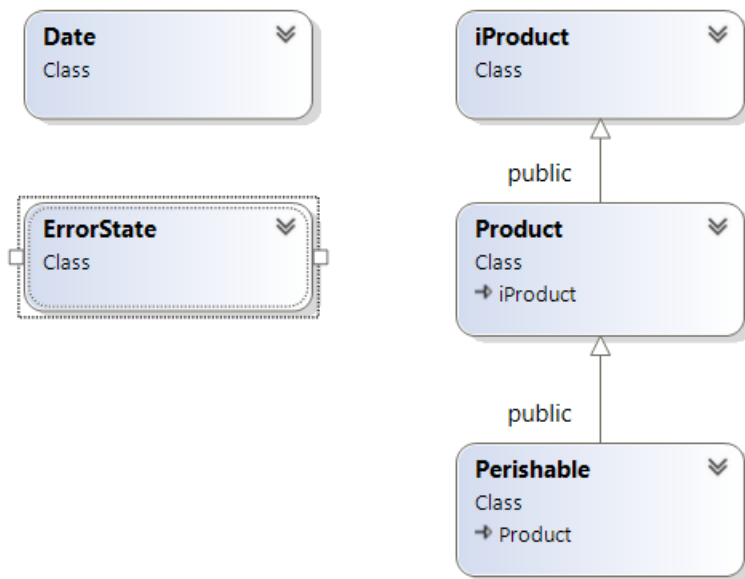 Date
Class
ErrorState
Class
iProduct
Class
public
Product
Class
iProduct
public
Perishable
Class
Product